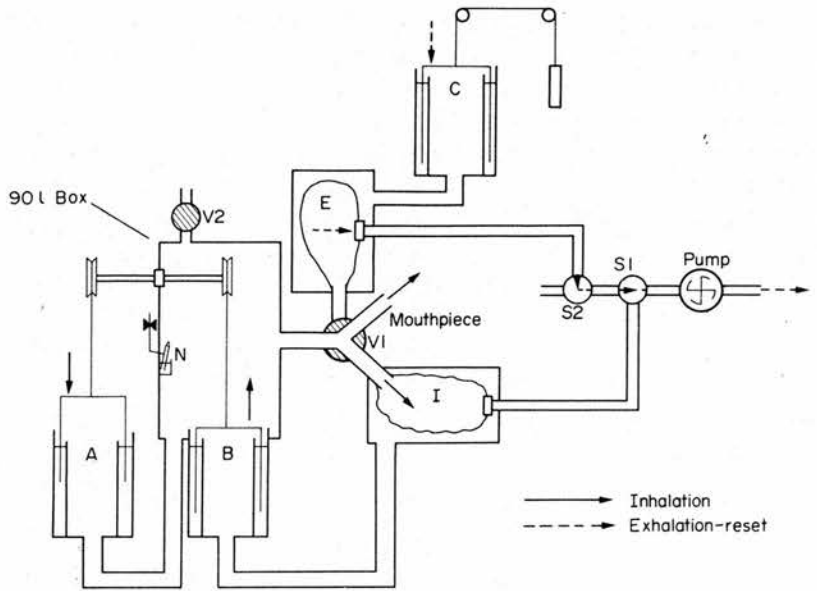 C
90 l Box
V2
E
S1
Pump
S2
Mouthpiece
V1
N
I
A
B
Inhalation
Exhalation-reset